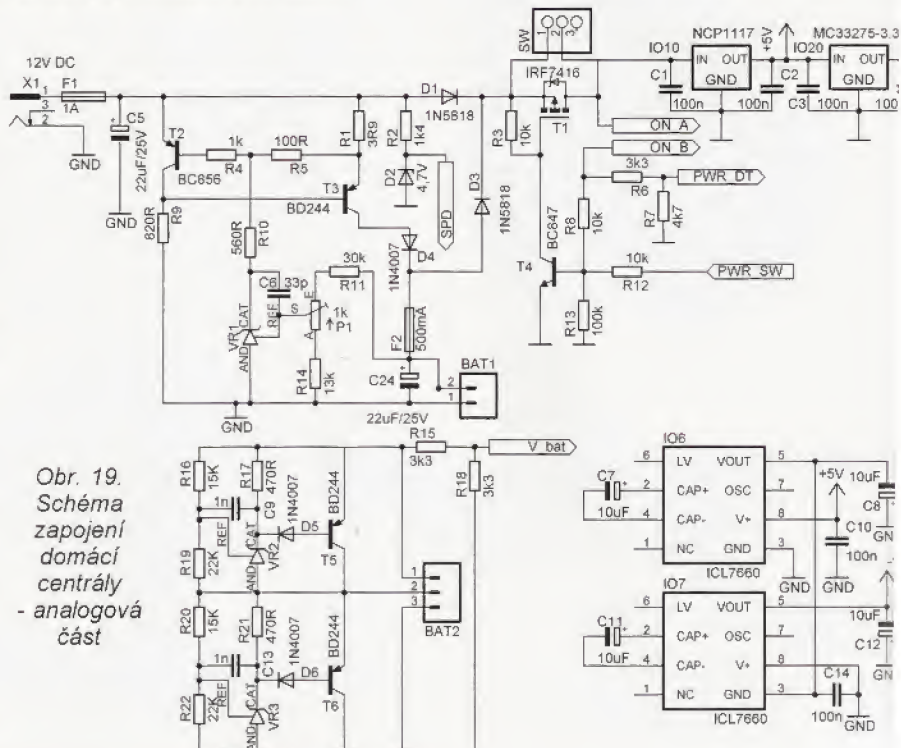 SW
1 2 3
NCP1117
+5V
MC33275-3.3
IO10
IO20
IN OUT
GND
IN OUT
GND
C1
100n
C2
100n
C3
100n
100
GND
12V DC
X1
1
3
2
F1
1A
GND
C5
22uF/25V
GND
T2
BC856
1k
R4
100R
R5
R1
3R9
R2
1k4
D1
1N5818
IRF7416
T1
R3
10k
ON_A
ON_B
3k3
R6
PWR_DT
R7
4k7
D2
4,7V
SPD
D3
1N5818
T3
BD244
R9
820R
R10
560R
C6
33p
30k
R11
1N4007
D4
BC847
T4
R8
10k
10k
R12
PWR_SW
R13
100k
CAT
REF
AND
VR1
S
E
A
1k
P1
R14
13k
F2
500mA
C24
22uF/25V
BAT1
2
1
GND
Obr. 19.
Schéma
zapojení
domácí
centrály
- analogová
část
R15
3k3
V_bat
R18
3k3
R16
15K
R17
470R
1n
C9
1N4007
D5
BD244
T5
REF
CAT
AND
VR2
R19
22K
1
2
3
BAT2
R20
15K
R21
470R
1n
C13
1N4007
D6
BD244
T6
REF
CAT
AND
VR3
R22
22K
IO6
6 LV VOUT 5
2 CAP+ OSC 7
4 CAP- V+ 8
1 NC GND 3
ICL7660
C7
10uF
+5V
10uF
C8
GN
C10
100n
GND
IO7
6 LV VOUT 5
2 CAP+ OSC 7
4 CAP- V+ 8
1 NC GND 3
ICL7660
C11
10uF
10uF
C12
GN
C14
100n
GND